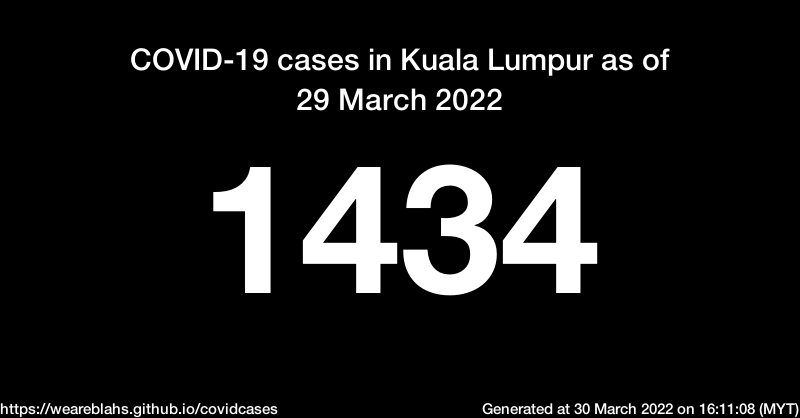 COVID-19 cases in Kuala Lumpur as of
29 March 2022
1434
https://weareblahs.github.io/covidcases
Generated at 30 March 2022 on 16:11:08 (MYT)